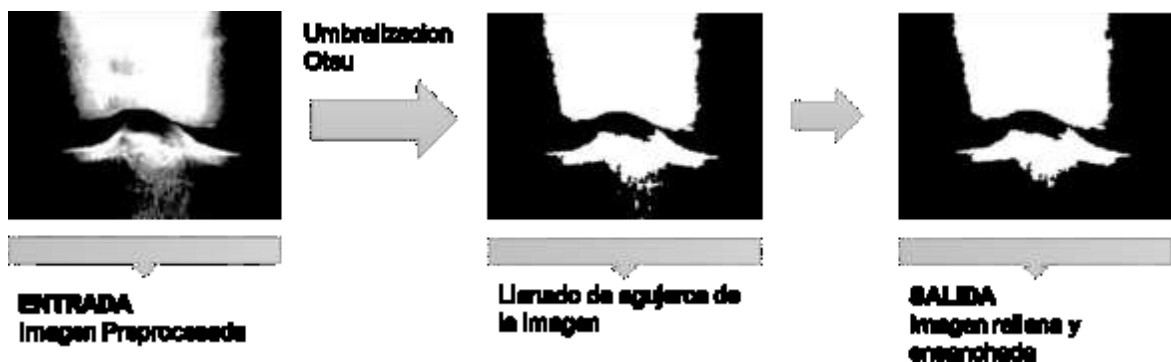 Umbralizacion
Otsu
ENTRADA
Imagen Preprocesada
Llenado de agujeros de
la Imagen
SALIDA
Imagen rellena y
ensanchada